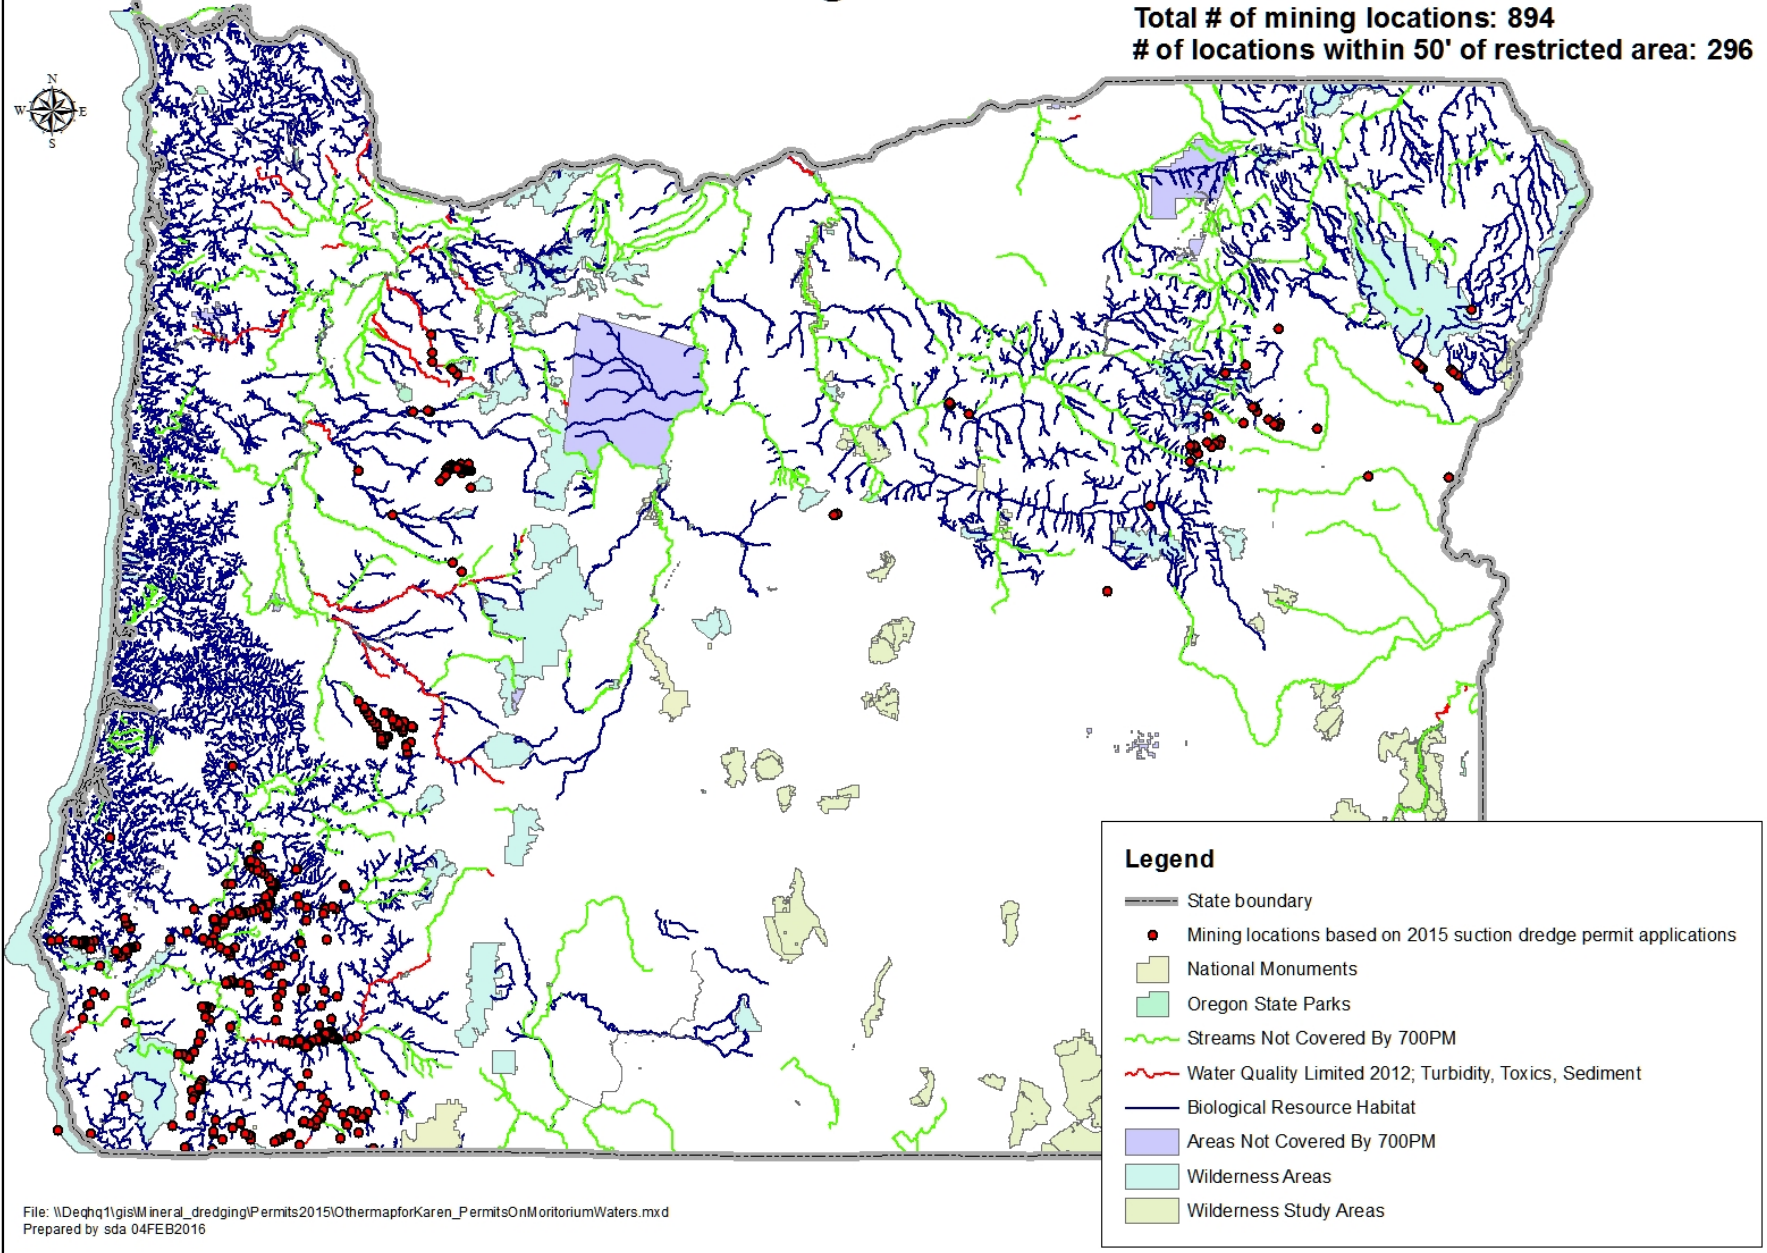 Total # of mining locations: 894
# of locations within 50' of restricted area: 296
N
W
E
S
Legend
State boundary
Mining locations based on 2015 suction dredge permit applications
National Monuments
Oregon State Parks
Streams Not Covered By 700PM
Water Quality Limited 2012; Turbidity, Toxics, Sediment
Biological Resource Habitat
Areas Not Covered By 700PM
Wilderness Areas
Wilderness Study Areas
File: \\Deqhq1\gis\Mineral_dredging\Permits2015\OthermapforKaren_PermitsOnMoritoriumWaters.mxd
Prepared by sda 04FEB2016